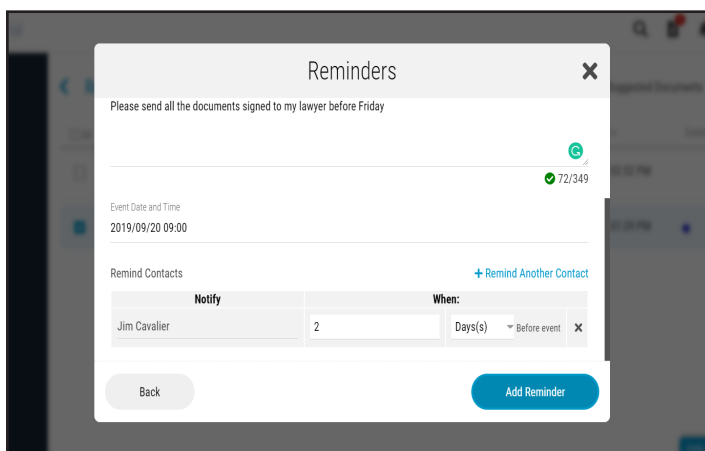 Reminders
Please send all the documents signed to my lawyer before Friday
72/349
Event Date and Time
2019/09/20 09:00
Remind Contacts
+ Remind Another Contact
Notify When:
Jim Cavalier 2 Days(s) Before event
Back Add Reminder